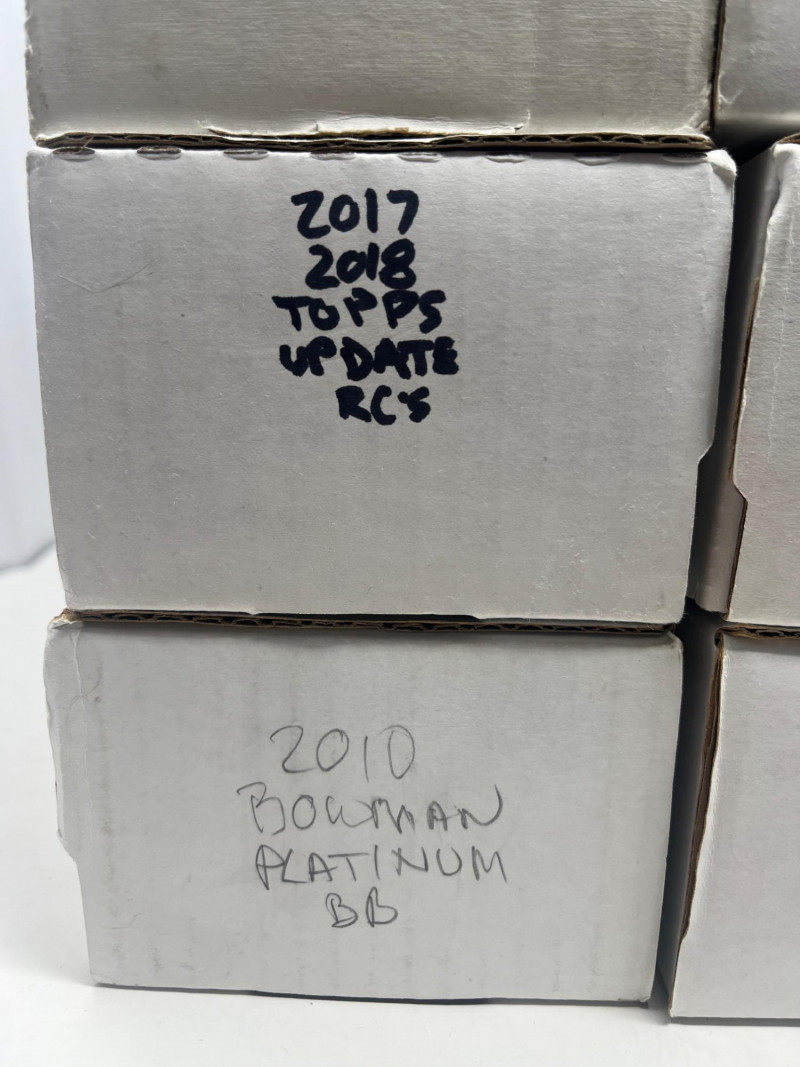 2017
2018
TOPPS
UPDATE
RC's
2010
BOWMAN
PLATINUM
BB